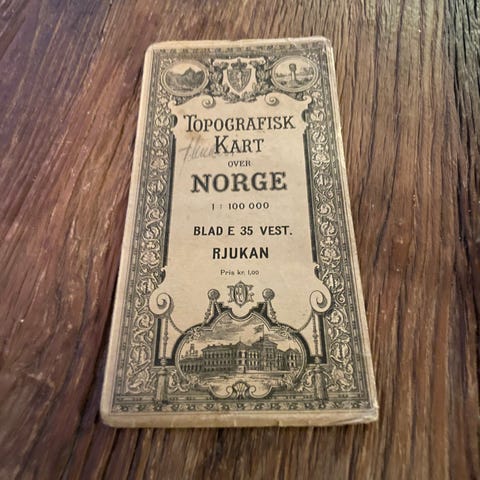 TOPOGRAFISK
KART
OVER
NORGE
1 : 100 000
BLAD E 35 VEST.
RJUKAN
Pris kr. 1,00